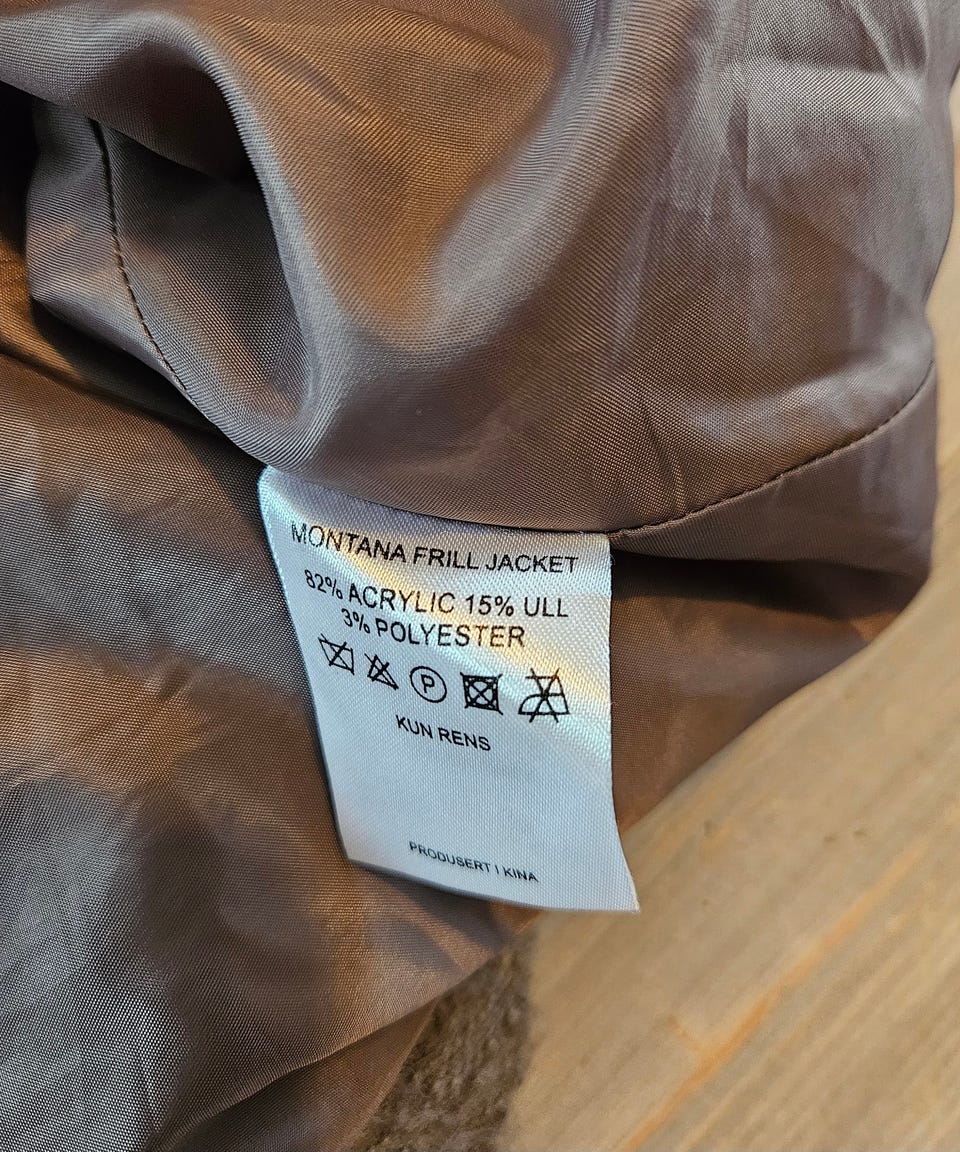 MONTANA FRILL JACKET
82% ACRYLIC 15% ULL
3% POLYESTER
P
KUN RENS
PRODUSERT I KINA